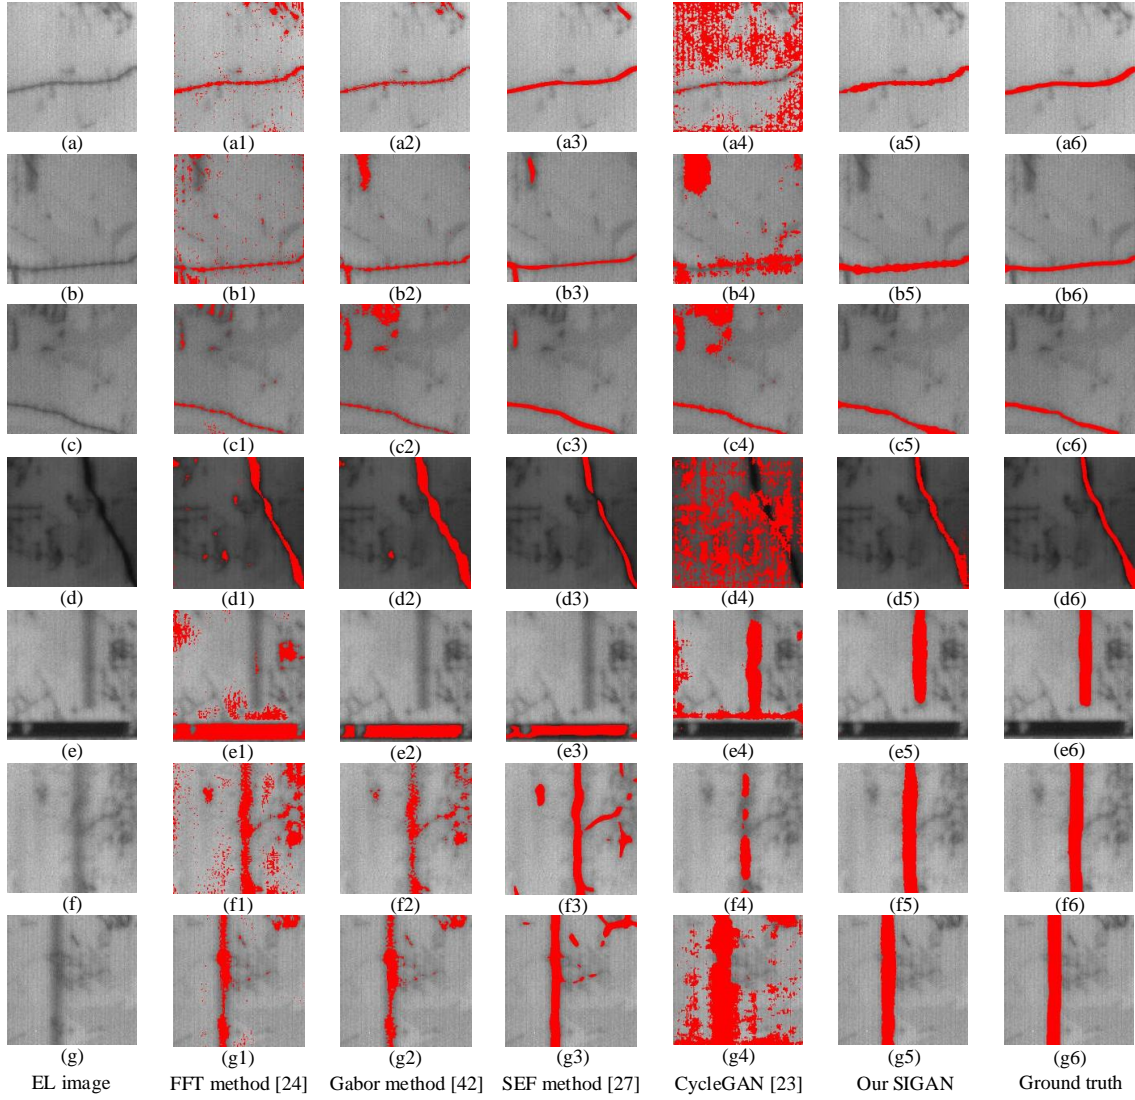 (a) (a1) (a2) (a3) (a4) (a5) (a6)
(b) (b1) (b2) (b3) (b4) (b5) (b6)
(c) (c1) (c2) (c3) (c4) (c5) (c6)
(d) (d1) (d2) (d3) (d4) (d5) (d6)
(e) (e1) (e2) (e3) (e4) (e5) (e6)
(f) (f1) (f2) (f3) (f4) (f5) (f6)
(g) (g1) (g2) (g3) (g4) (g5) (g6)
EL image FFT method [24] Gabor method [42] SEF method [27] CycleGAN [23] Our SIGAN Ground truth